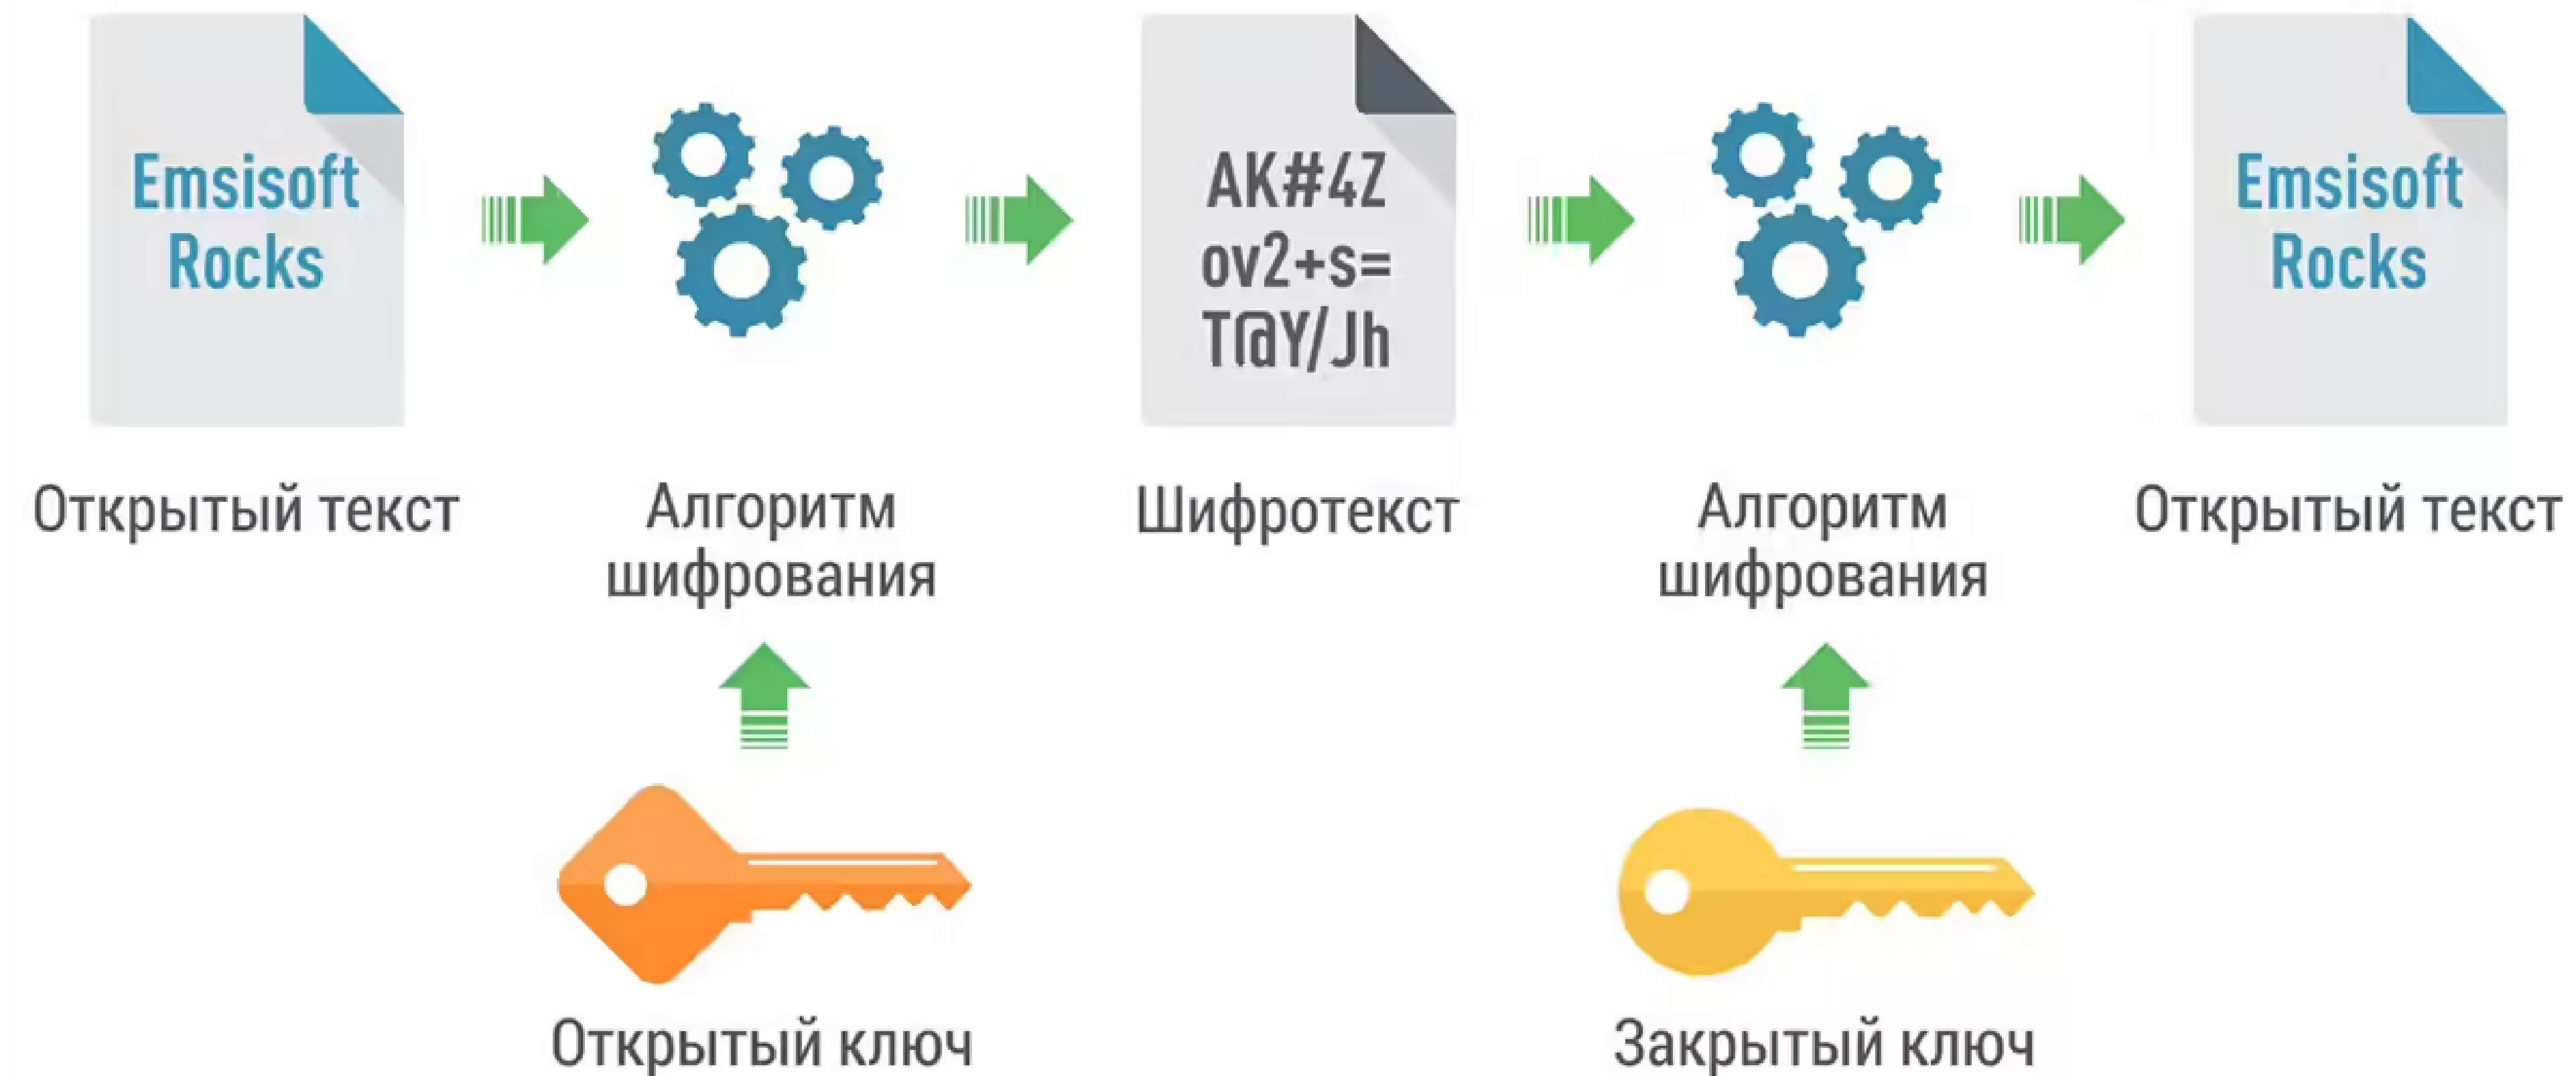 Emsisoft
Rocks
AK#4Z
ov2+s=
T@Y/Jh
Emsisoft
Rocks
Открытый текст
Алгоритм
шифрования
Шифротекст
Алгоритм
шифрования
Открытый текст
Открытый ключ
Закрытый ключ